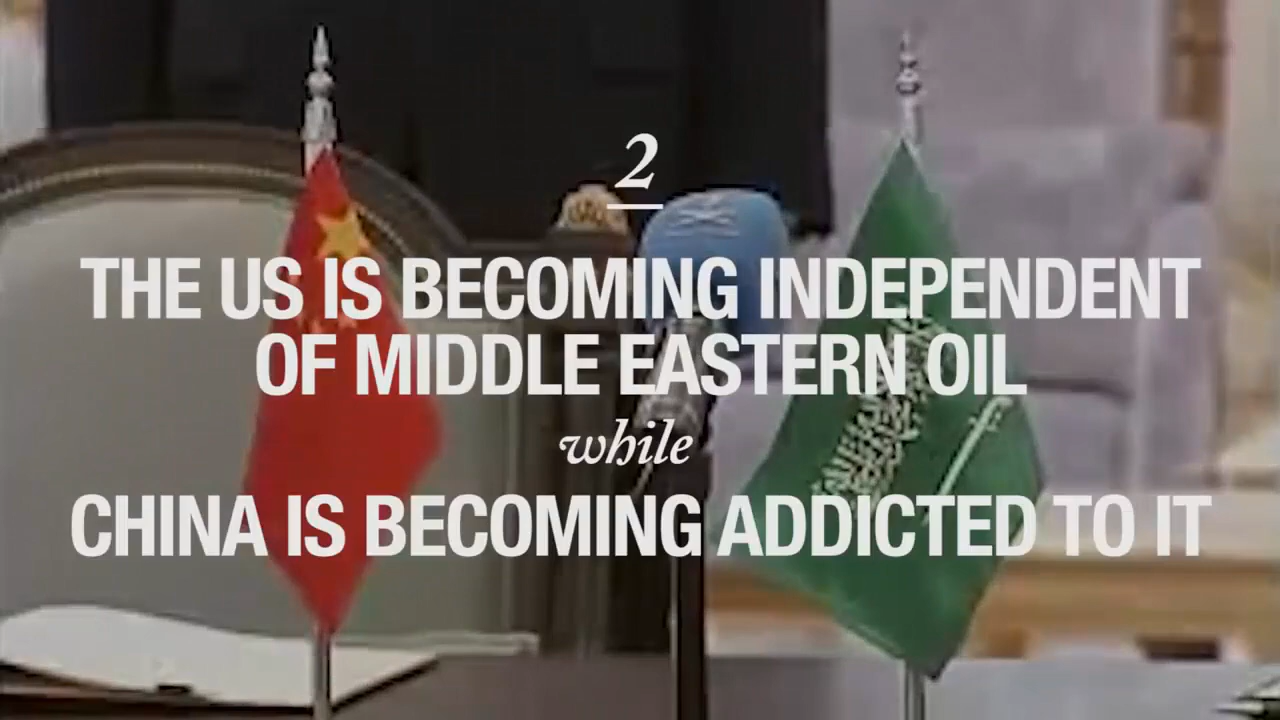 2
THE US IS BECOMING INDEPENDENT
OF MIDDLE EASTERN OIL
while
CHINA IS BECOMING ADDICTED TO IT